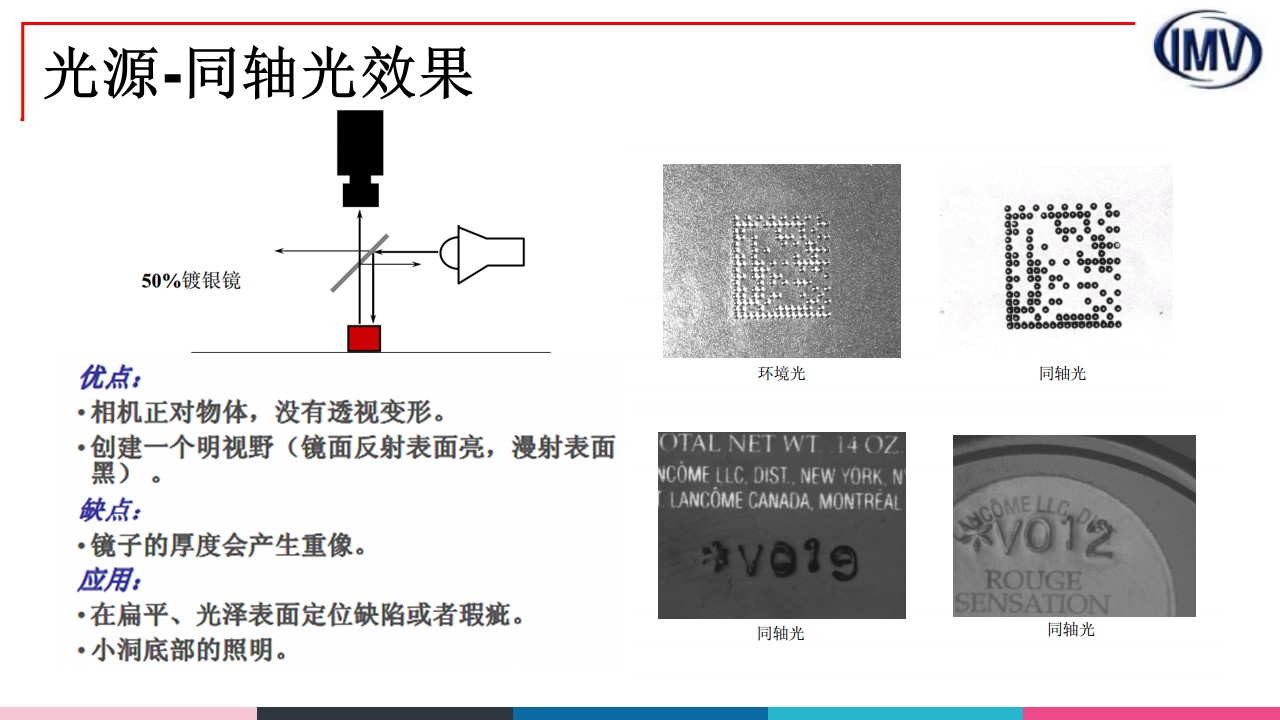 光源-同轴光效果
IMV
50%镀银镜
优点：
•相机正对物体，没有透视变形。
•创建一个明视野（镜面反射表面亮，漫射表面
黑）。
缺点：
•镜子的厚度会产生重像。
应用：
•在扁平、光泽表面定位缺陷或者瑕疵。
•小洞底部的照明。
环境光
同轴光
OTAL NET WT. .14 OZ.
NCÔME LLC, DIST., NEW YORK, N
. LANCÔME CANADA, MONTRÉAL
*V019
同轴光
LANCÔME LLC, DIS
*V012
ROUGE
SENSATION
同轴光